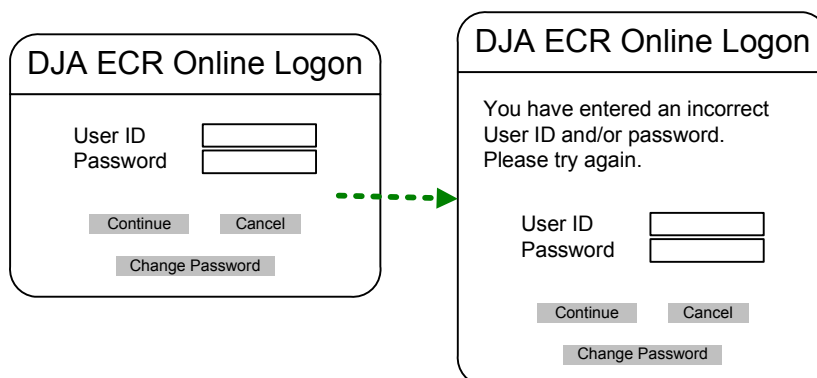 DJA ECR Online Logon
User ID
Password
Continue
Cancel
Change Password
DJA ECR Online Logon
You have entered an incorrect
User ID and/or password.
Please try again.
User ID
Password
Continue
Cancel
Change Password